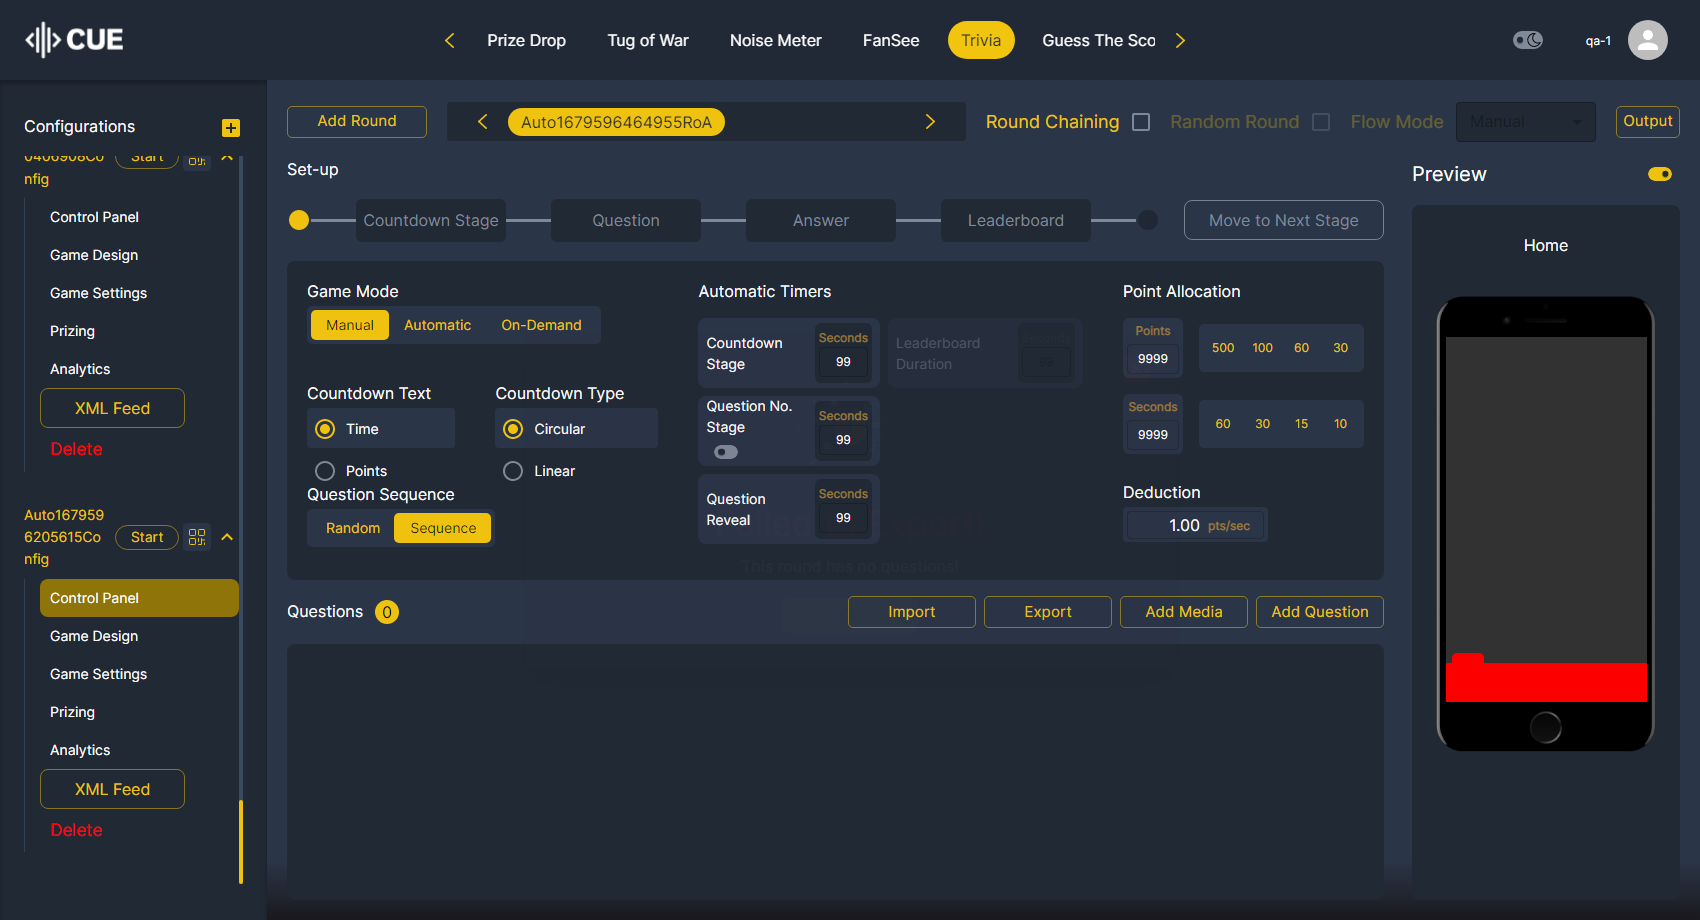 CUE
Prize Drop
Tug of War
Noise Meter
FanSee
Trivia
Guess The Sco
qa-1
Configurations
nfig
Control Panel
Game Design
Game Settings
Prizing
Analytics
XML Feed
Delete
Auto167959
6205615Co
nfig
Start
Control Panel
Game Design
Game Settings
Prizing
Analytics
XML Feed
Delete
Add Round
Auto1679596464955RoA
Round Chaining
Random Round
Flow Mode
Manual
Output
Set-up
Countdown Stage
Question
Answer
Leaderboard
Move to Next Stage
Game Mode
Manual
Automatic
On-Demand
Countdown Text
Time
Points
Countdown Type
Circular
Linear
Question Sequence
Random
Sequence
Automatic Timers
Countdown
Stage
Seconds
99
Leaderboard
Duration
Question No.
Stage
Seconds
99
Question
Reveal
Seconds
99
This round has no questions!
Point Allocation
Points
9999
500
100
60
30
Seconds
9999
60
30
15
10
Deduction
1.00 pts/sec
Questions 0
Import
Export
Add Media
Add Question
Preview
Home